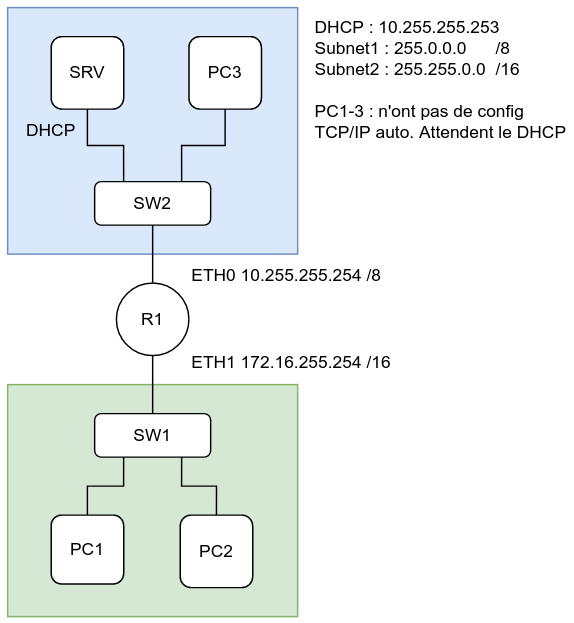 SRV
PC3
DHCP
SW2
DHCP : 10.255.255.253
Subnet1 : 255.0.0.0 /8
Subnet2 : 255.255.0.0 /16
PC1-3 : n'ont pas de config
TCP/IP auto. Attendent le DHCP
ETH0 10.255.255.254 /8
R1
ETH1 172.16.255.254 /16
SW1
PC1
PC2